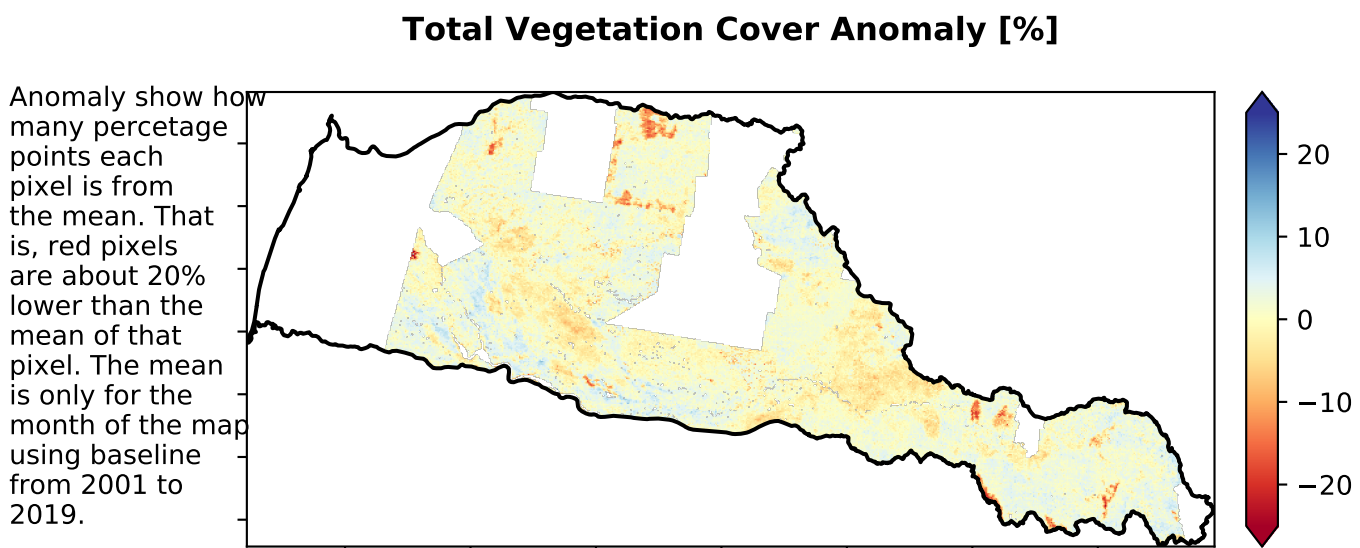 Total Vegetation Cover Anomaly [%]
Anomaly show how
many percetage
points each
pixel is from
the mean. That
is, red pixels
are about 20%
lower than the
mean of that
pixel. The mean
is only for the
month of the map
using baseline
from 2001 to
2019.
20
10
0
−10
−20